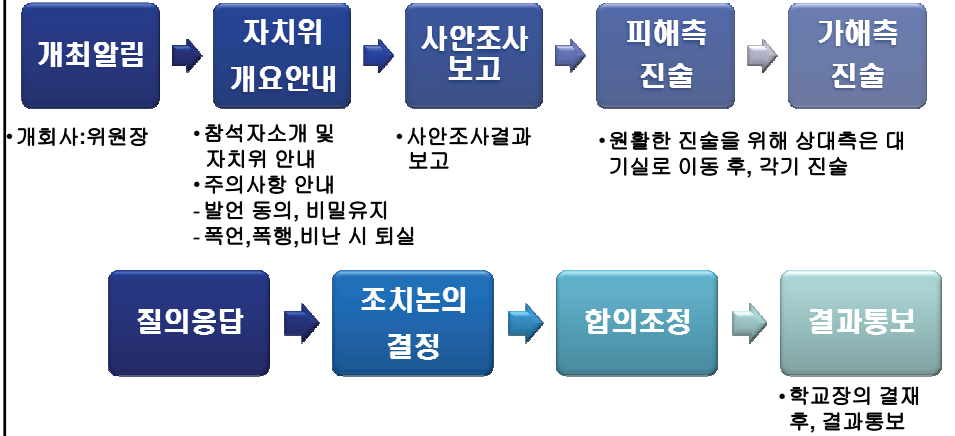 개최알림
자치위
개요안내
사안조사
보고
피해측
진술
가해측
진술
•개회사:위원장
•참석자소개 및
자치위 안내
•주의사항 안내
-발언 동의, 비밀유지
-폭언,폭행,비난 시 퇴실
•사안조사결과
보고
•원활한 진술을 위해 상대측은 대
기실로 이동 후, 각기 진술
질의응답
조치논의
결정
합의조정
결과통보
•학교장의 결재
후, 결과통보